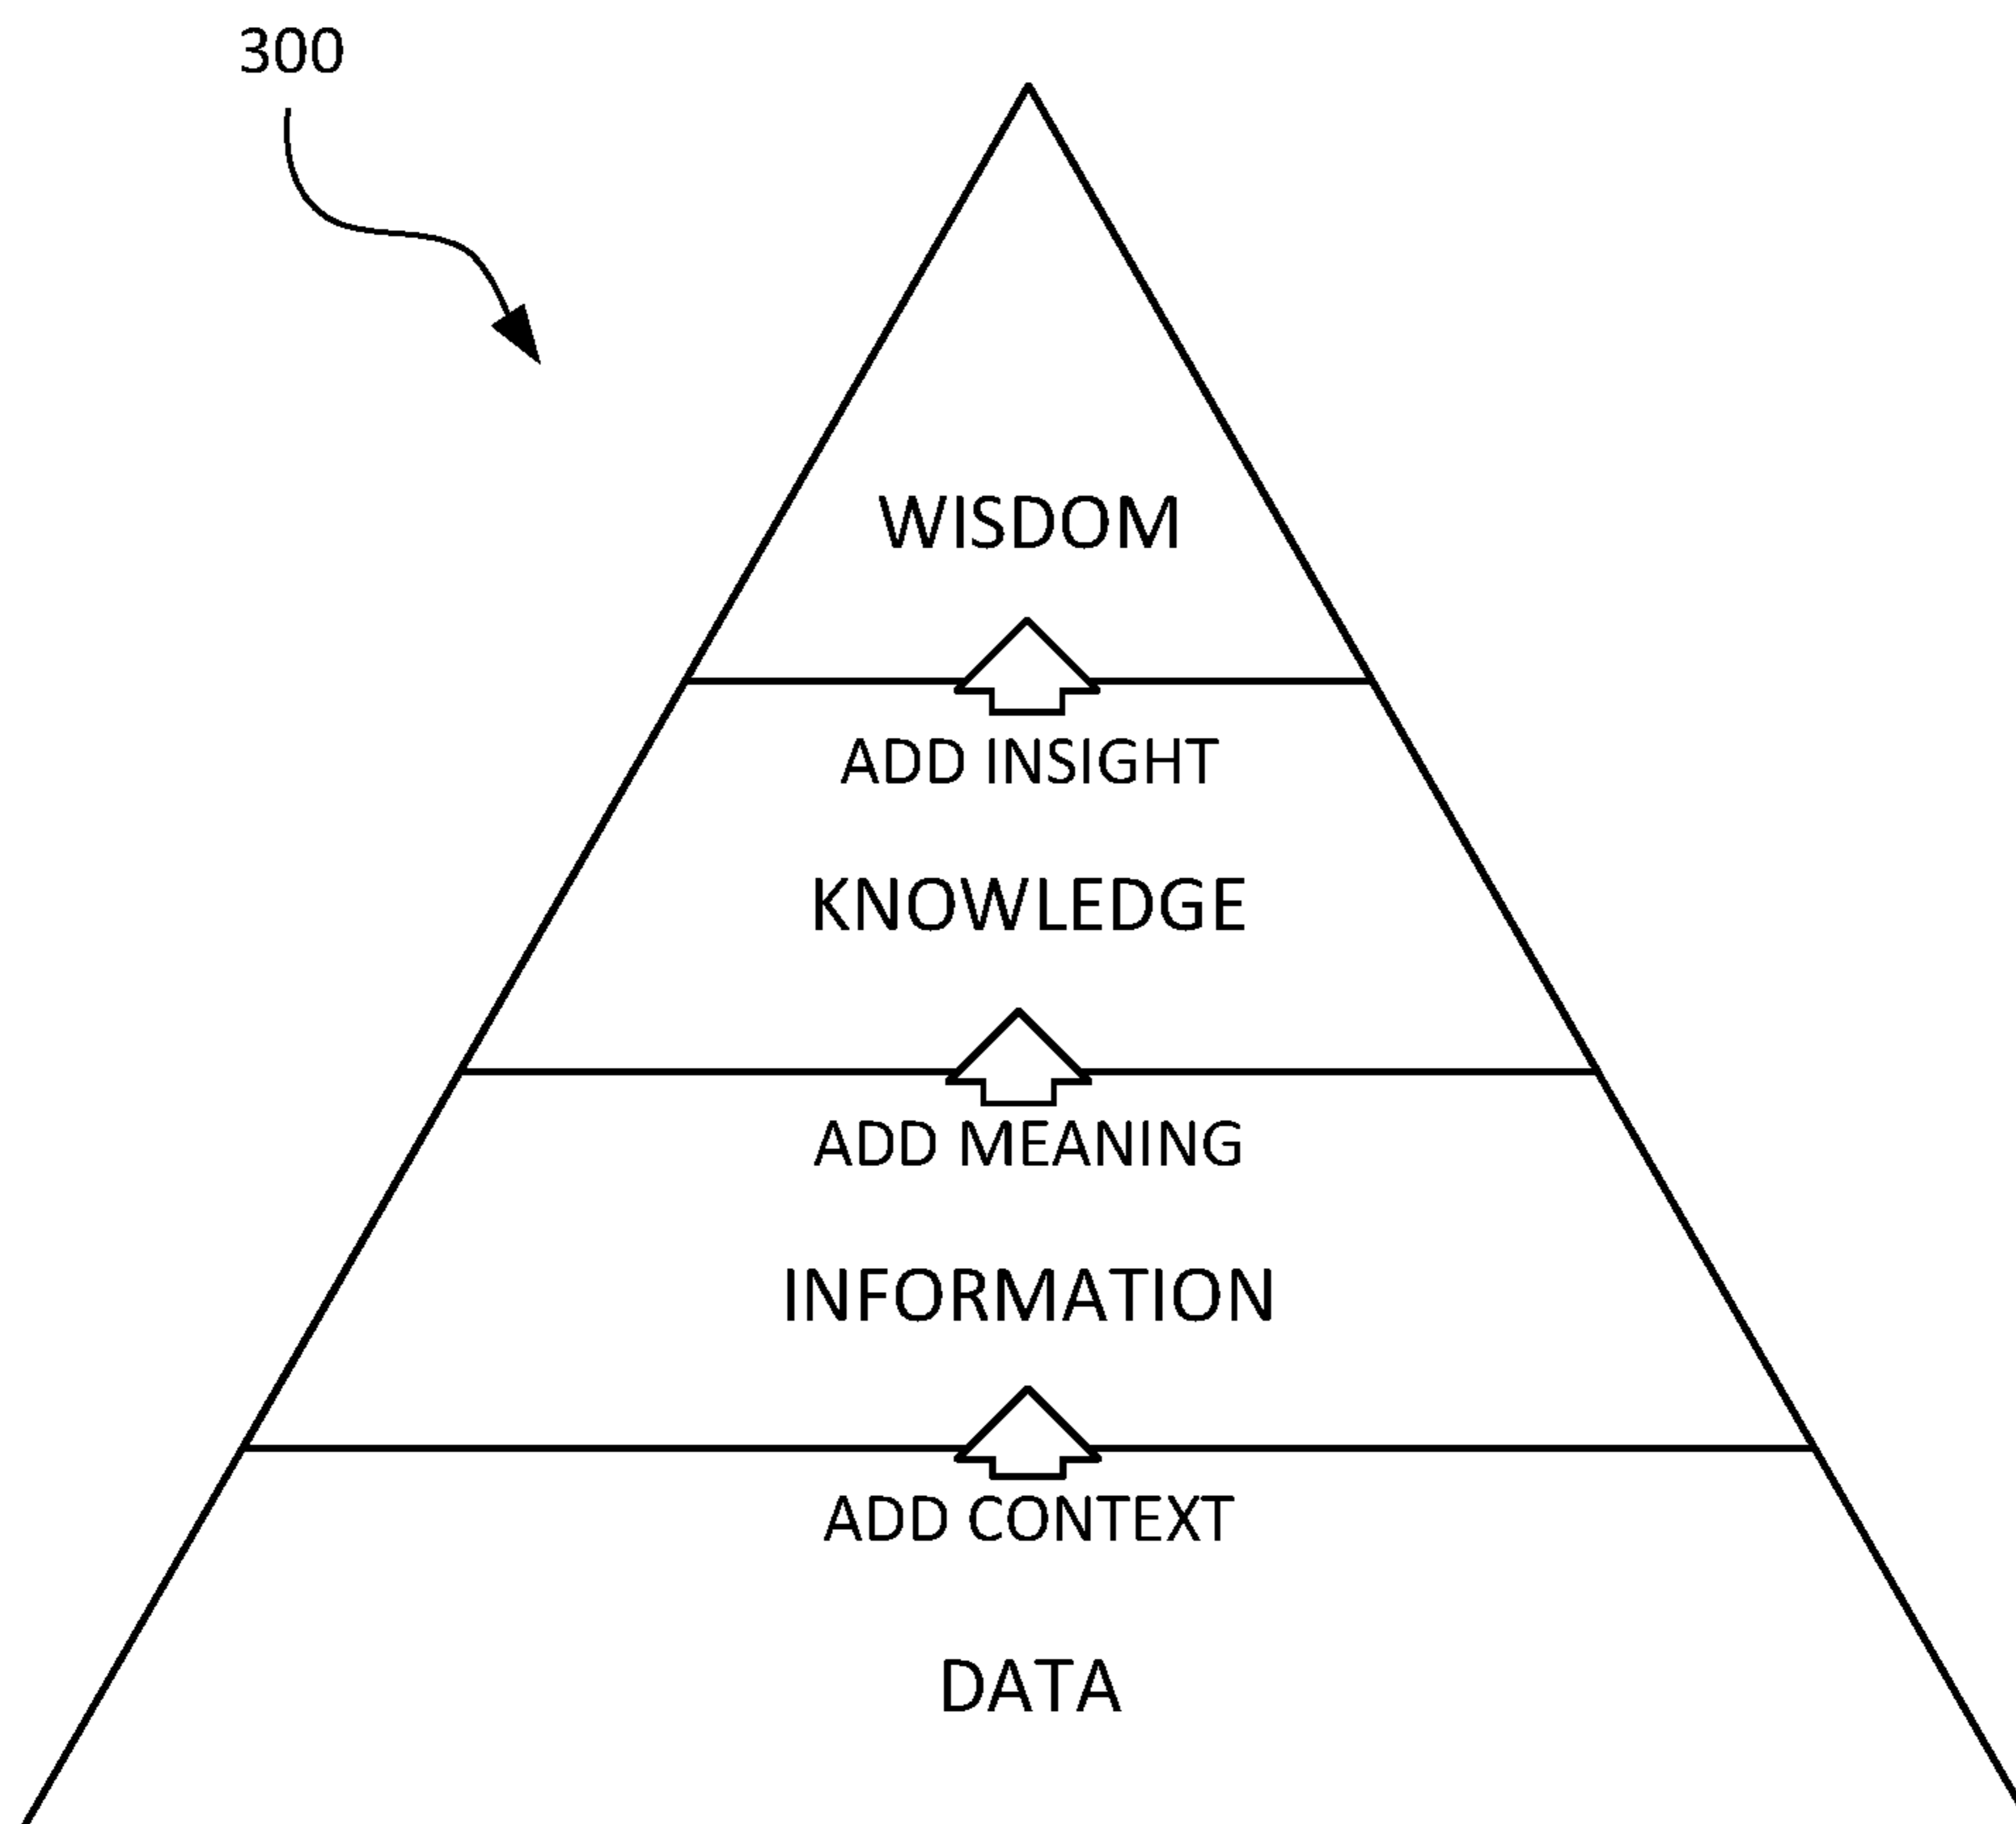 300
WISDOM
ADD INSIGHT
KNOWLEDGE
ADD MEANING
INFORMATION
ADD CONTEXT
DATA